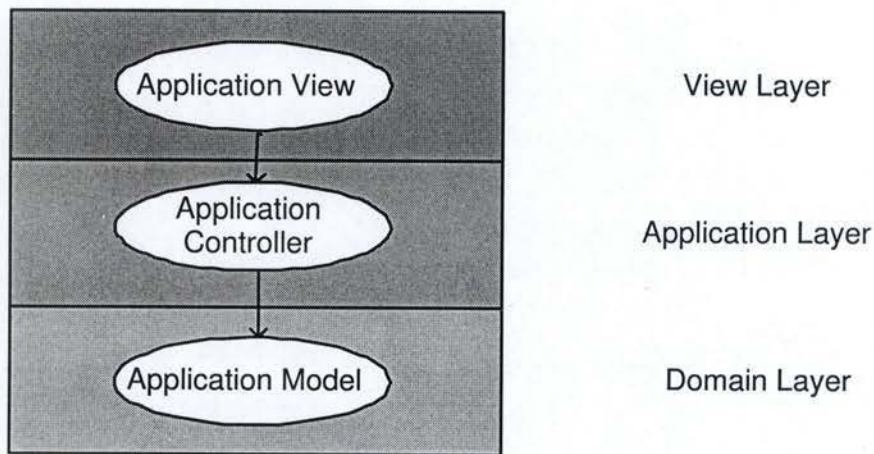 Application View
View Layer
Application
Controller
Application Layer
Application Model
Domain Layer